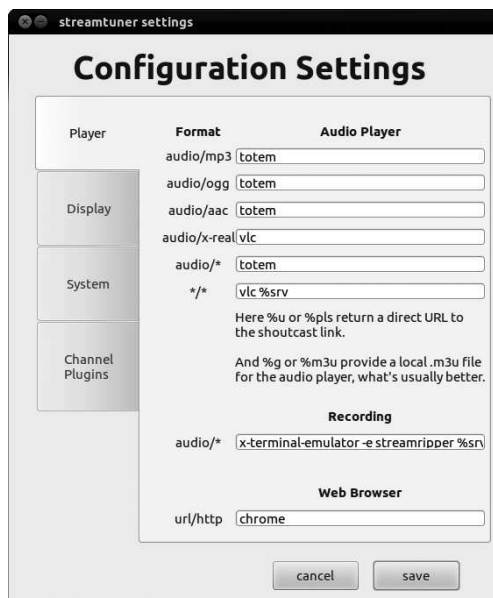 streamtuner settings
Configuration Settings
Player
Display
System
Channel
Plugins
Format Audio Player
audio/mp3 totem
audio/ogg totem
audio/aac totem
audio/x-real vlc
audio/* totem
*/* vlc %srv
Here %u or %pls return a direct URL to
the shoutcast link.
And %g or %m3u provide a local .m3u file
for the audio player, what's usually better.
Recording
audio/* x-terminal-emulator -e streamripper %srv
Web Browser
url/http chrome
cancel save